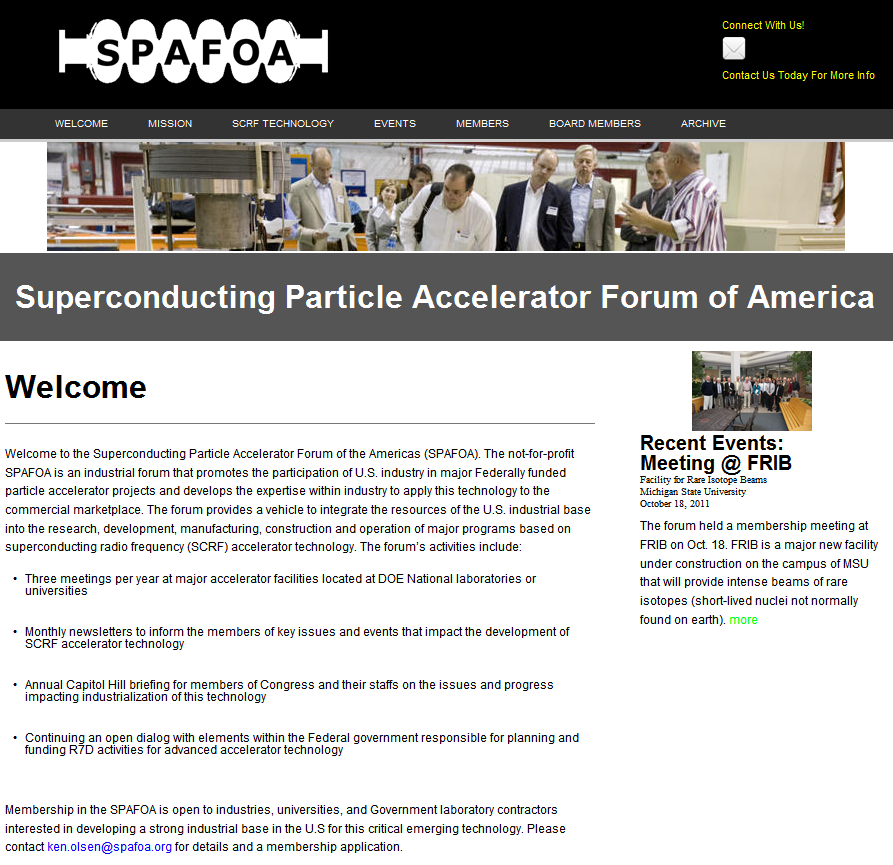 SPAFOA
Connect With Us!
Contact Us Today For More Info
WELCOME MISSION SCRF TECHNOLOGY EVENTS MEMBERS BOARD MEMBERS ARCHIVE
Superconducting Particle Accelerator Forum of America
Welcome
Welcome to the Superconducting Particle Accelerator Forum of the Americas (SPAFOA). The not-for-profit
SPAFOA is an industrial forum that promotes the participation of U.S. industry in major Federally funded
particle accelerator projects and develops the expertise within industry to apply this technology to the
commercial marketplace. The forum provides a vehicle to integrate the resources of the U.S. industrial base
into the research, development, manufacturing, construction and operation of major programs based on
superconducting radio frequency (SCRF) accelerator technology. The forum's activities include:
• Three meetings per year at major accelerator facilities located at DOE National laboratories or
universities
• Monthly newsletters to inform the members of key issues and events that impact the development of
SCRF accelerator technology
• Annual Capitol Hill briefing for members of Congress and their staffs on the issues and progress
impacting industrialization of this technology
• Continuing an open dialog with elements within the Federal government responsible for planning and
funding R7D activities for advanced accelerator technology
Membership in the SPAFOA is open to industries, universities, and Government laboratory contractors
interested in developing a strong industrial base in the U.S for this critical emerging technology. Please
contact ken.olsen@spafoa.org for details and a membership application.
Recent Events:
Meeting @ FRIB
Facility for Rare Isotope Beams
Michigan State University
October 18, 2011
The forum held a membership meeting at
FRIB on Oct. 18. FRIB is a major new facility
under construction on the campus of MSU
that will provide intense beams of rare
isotopes (short-lived nuclei not normally
found on earth). more